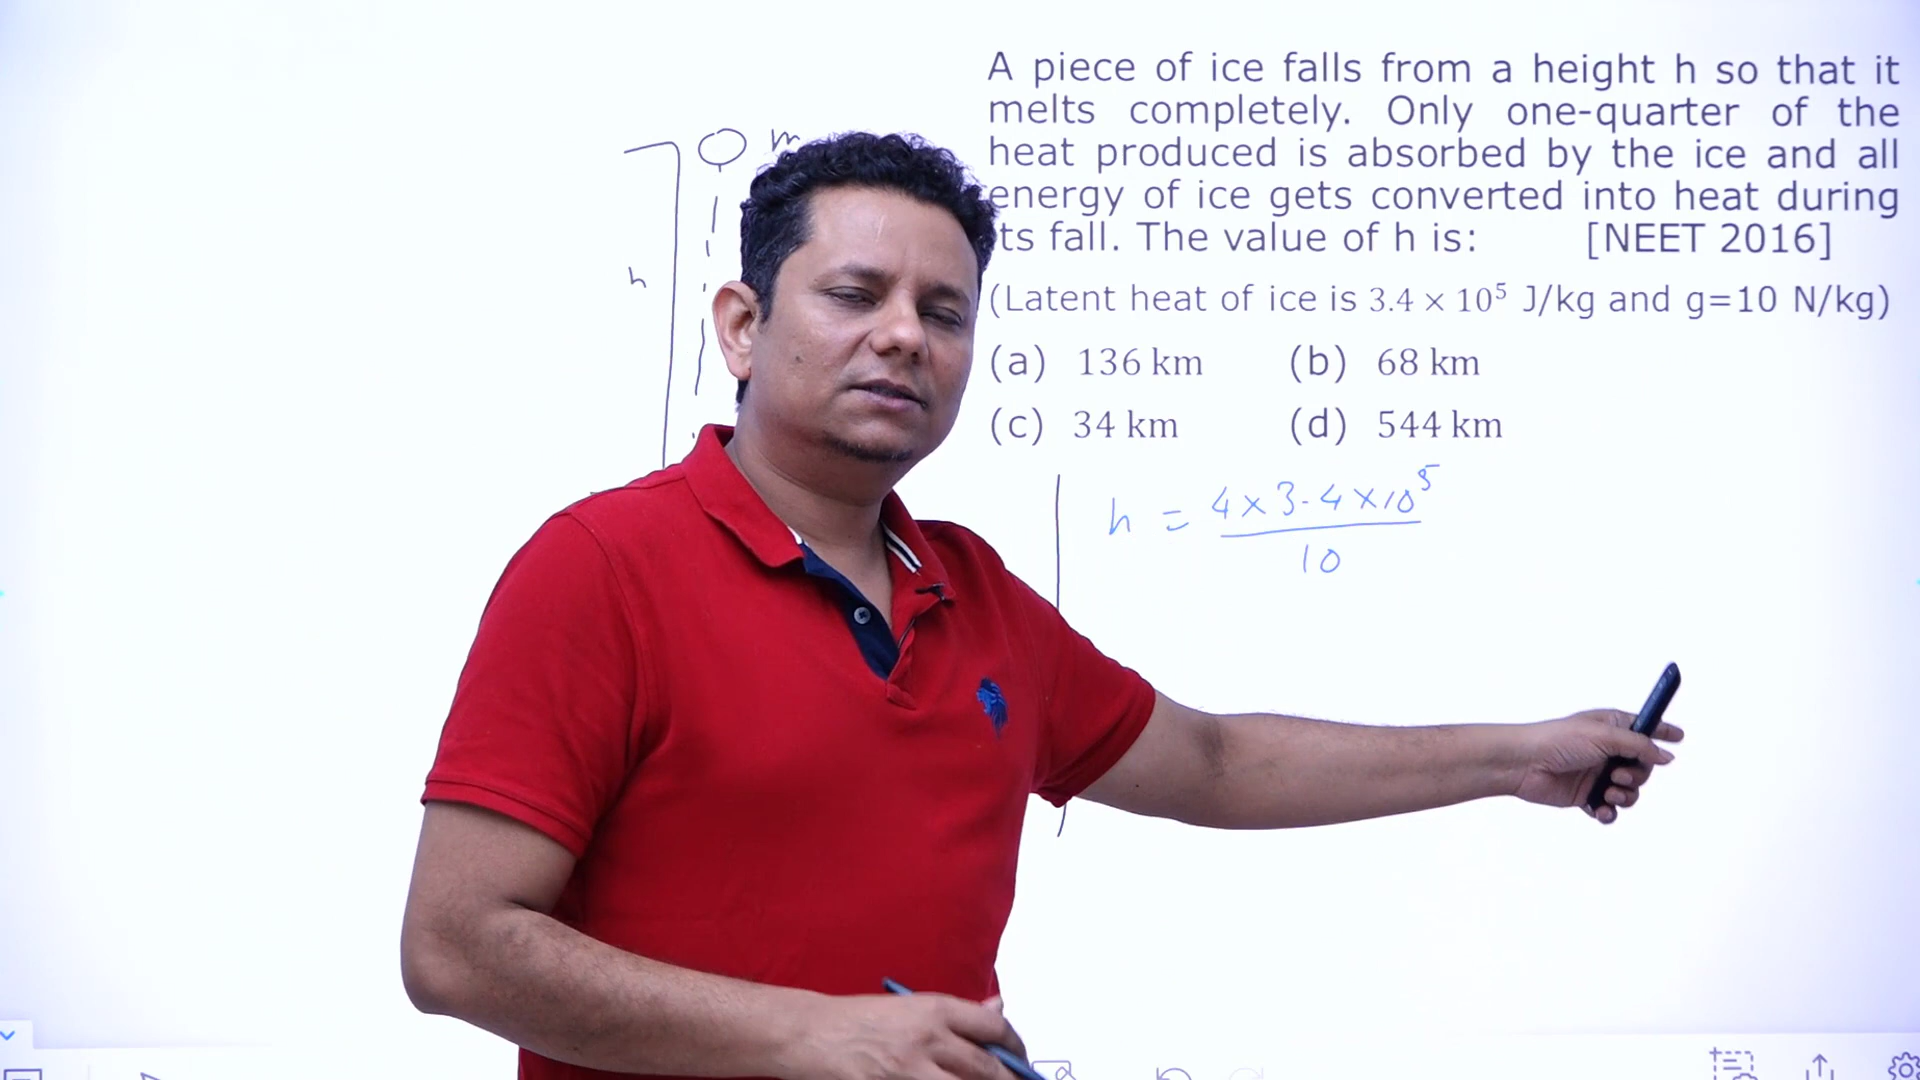 A piece of ice falls from a height h so that it
melts completely. Only one-quarter of the
heat produced is absorbed by the ice and all
energy of ice gets converted into heat during
ts fall. The value of h is: [NEET 2016]
(Latent heat of ice is 3.4 × 10⁵ J/kg and g=10 N/kg)
(a) 136 km (b) 68 km
(c) 34 km (d) 544 km
m
h
h = 4×3.4×10⁵
10